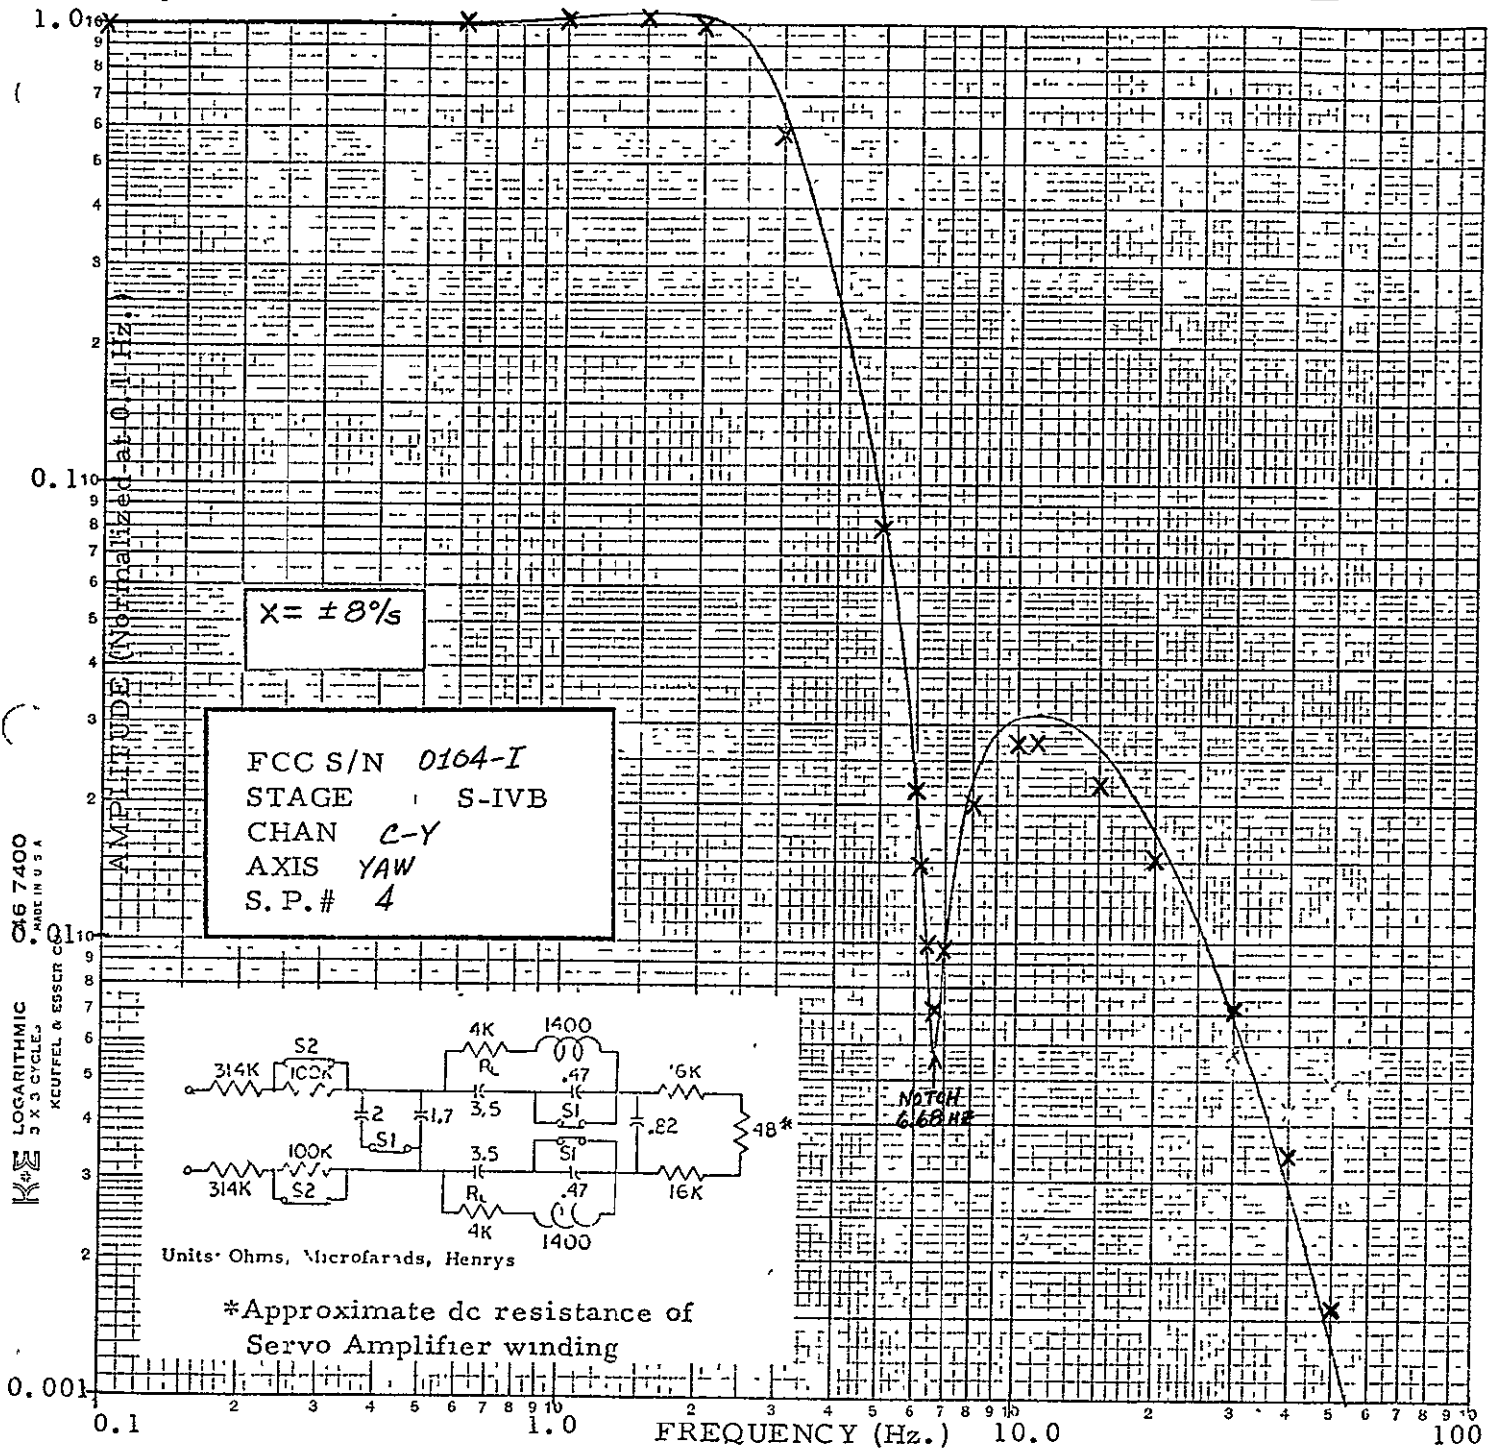 1.0
AMPLITUDE (Normalized at 0.1 Hz.)
0.1
0.01
0.001
X = ±8°/s
FCC S/N 0164-I
STAGE S-IVB
CHAN C-Y
AXIS YAW
S. P. # 4
NOTCH
6.68 HZ
S2
314K
100K
.2
1.7
S1
4K
1400
RL
3.5
.47
S1
.82
16K
48*
100K
314K
S2
3.5
S1
.47
RL
4K
1400
16K
Units: Ohms, Microfarads, Henrys
*Approximate dc resistance of
Servo Amplifier winding
0.1
1.0
FREQUENCY (Hz.)
10.0
100
K+E LOGARITHMIC 46 7400
3 X 3 CYCLES MADE IN U S A
KEUFFEL & ESSER CO